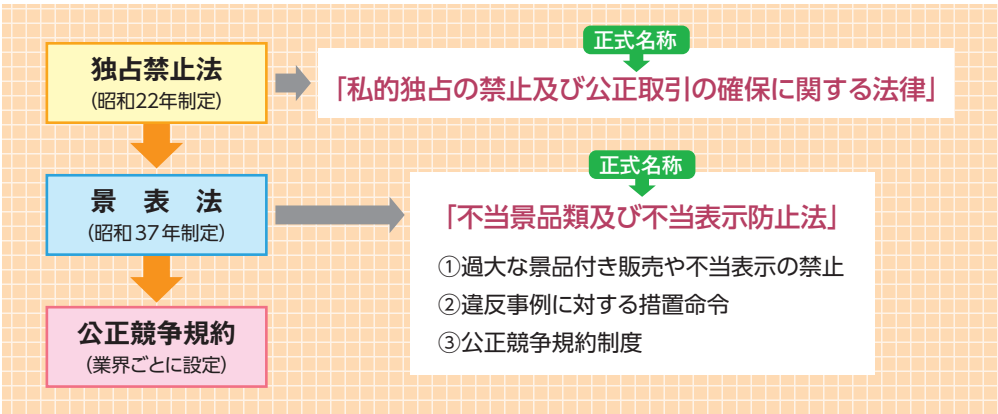 独占禁止法
（昭和22年制定）
正式名称
「私的独占の禁止及び公正取引の確保に関する法律」
景表法
（昭和37年制定）
正式名称
「不当景品類及び不当表示防止法」
①過大な景品付き販売や不当表示の禁止
②違反事例に対する措置命令
③公正競争規約制度
公正競争規約
（業界ごとに設定）